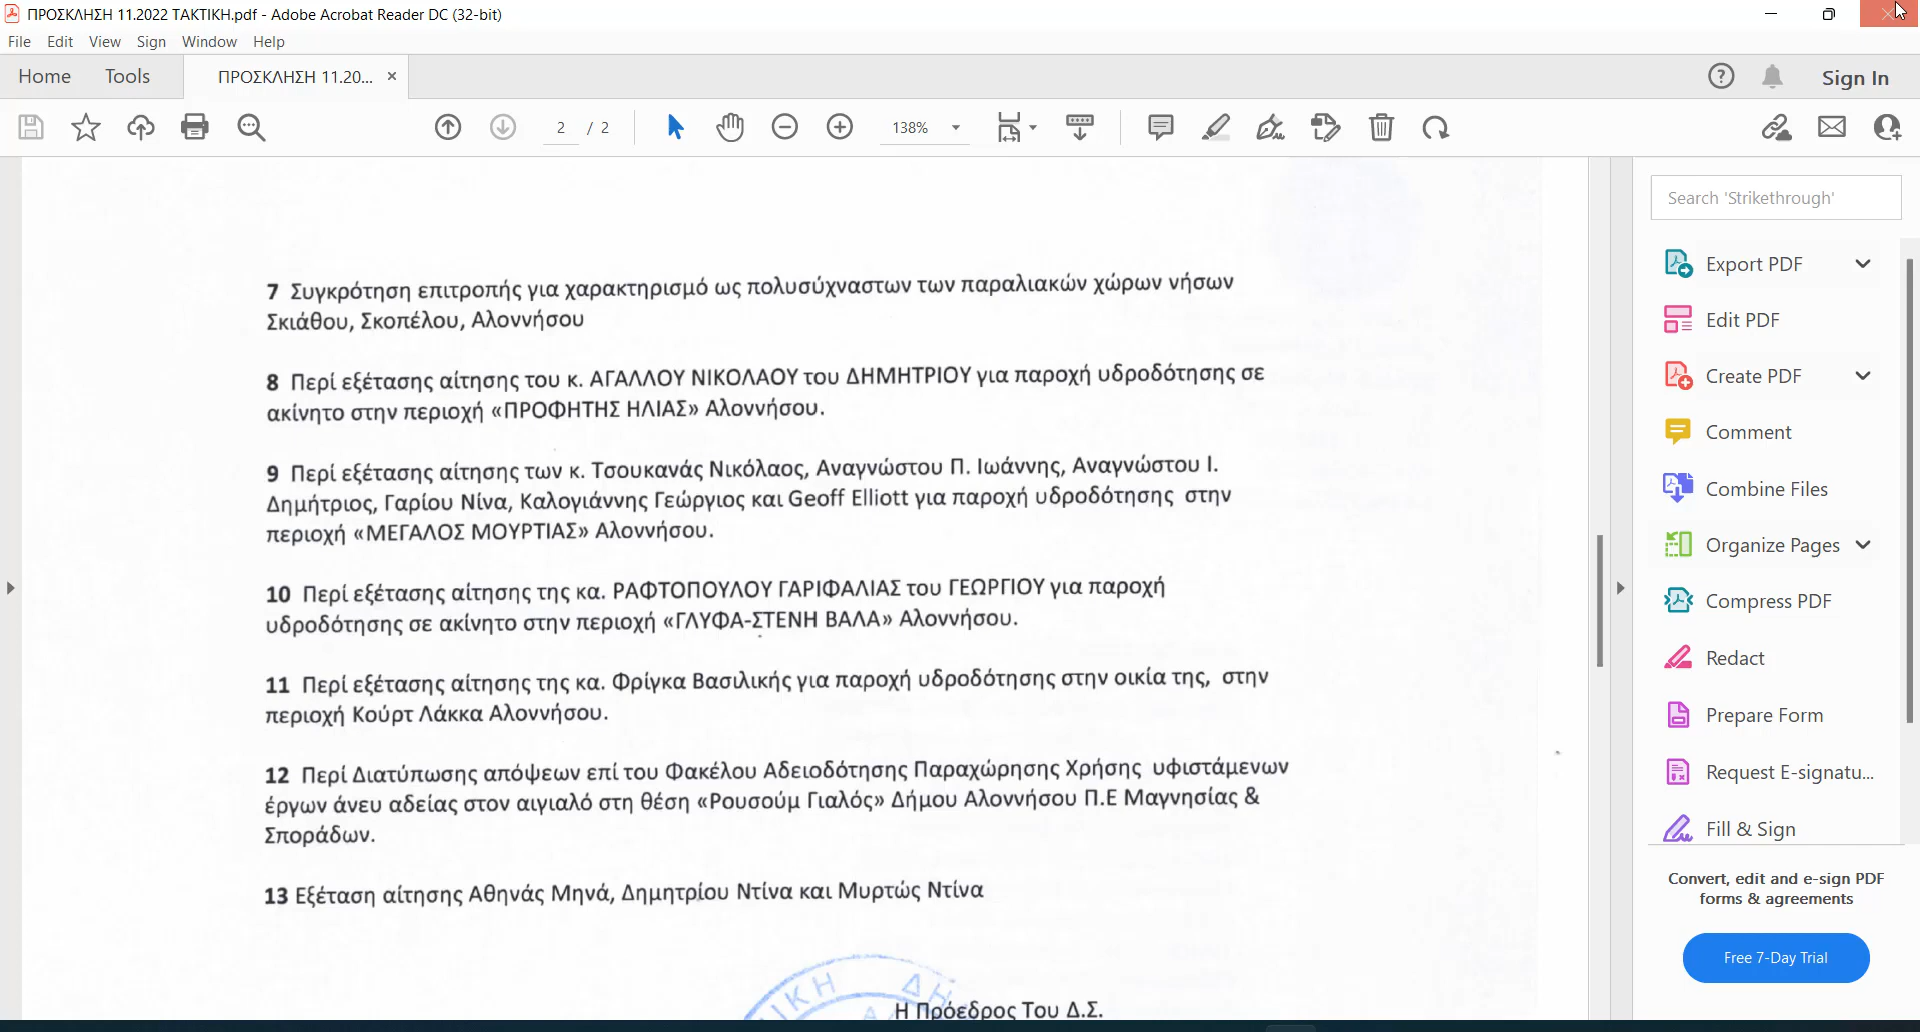 ΠΡΟΣΚΛΗΣΗ 11.2022 ΤΑΚΤΙΚΗ.pdf - Adobe Acrobat Reader DC (32-bit)
File Edit View Sign Window Help
Home Tools ΠΡΟΣΚΛΗΣΗ 11.20... × Sign In
2 / 2 138%
7 Συγκρότηση επιτροπής για χαρακτηρισμό ως πολυσύχναστων των παραλιακών χώρων νήσων
Σκιάθου, Σκοπέλου, Αλοννήσου
8 Περί εξέτασης αίτησης του κ. ΑΓΑΛΛΟΥ ΝΙΚΟΛΑΟΥ του ΔΗΜΗΤΡΙΟΥ για παροχή υδροδότησης σε
ακίνητο στην περιοχή «ΠΡΟΦΗΤΗΣ ΗΛΙΑΣ» Αλοννήσου.
9 Περί εξέτασης αίτησης των κ. Τσουκανάς Νικόλαος, Αναγνώστου Π. Ιωάννης, Αναγνώστου Ι.
Δημήτριος, Γαρίου Νίνα, Καλογιάννης Γεώργιος και Geoff Elliott για παροχή υδροδότησης στην
περιοχή «ΜΕΓΑΛΟΣ ΜΟΥΡΤΙΑΣ» Αλοννήσου.
10 Περί εξέτασης αίτησης της κα. ΡΑΦΤΟΠΟΥΛΟΥ ΓΑΡΙΦΑΛΙΑΣ του ΓΕΩΡΓΙΟΥ για παροχή
υδροδότησης σε ακίνητο στην περιοχή «ΓΛΥΦΑ-ΣΤΕΝΗ ΒΑΛΑ» Αλοννήσου.
11 Περί εξέτασης αίτησης της κα. Φρίγκα Βασιλικής για παροχή υδροδότησης στην οικία της, στην
περιοχή Κούρτ Λάκκα Αλοννήσου.
12 Περί Διατύπωσης απόψεων επί του Φακέλου Αδειοδότησης Παραχώρησης Χρήσης υφιστάμενων
έργων άνευ αδείας στον αιγιαλό στη θέση «Ρουσούμ Γιαλός» Δήμου Αλοννήσου Π.Ε Μαγνησίας &
Σποράδων.
13 Εξέταση αίτησης Αθηνάς Μηνά, Δημητρίου Ντίνα και Μυρτώς Ντίνα
Η Πρόεδρος Του Δ.Σ.
Search 'Strikethrough'
Export PDF
Edit PDF
Create PDF
Comment
Combine Files
Organize Pages
Compress PDF
Redact
Prepare Form
Request E-signatu...
Fill & Sign
Convert, edit and e-sign PDF
forms & agreements
Free 7-Day Trial